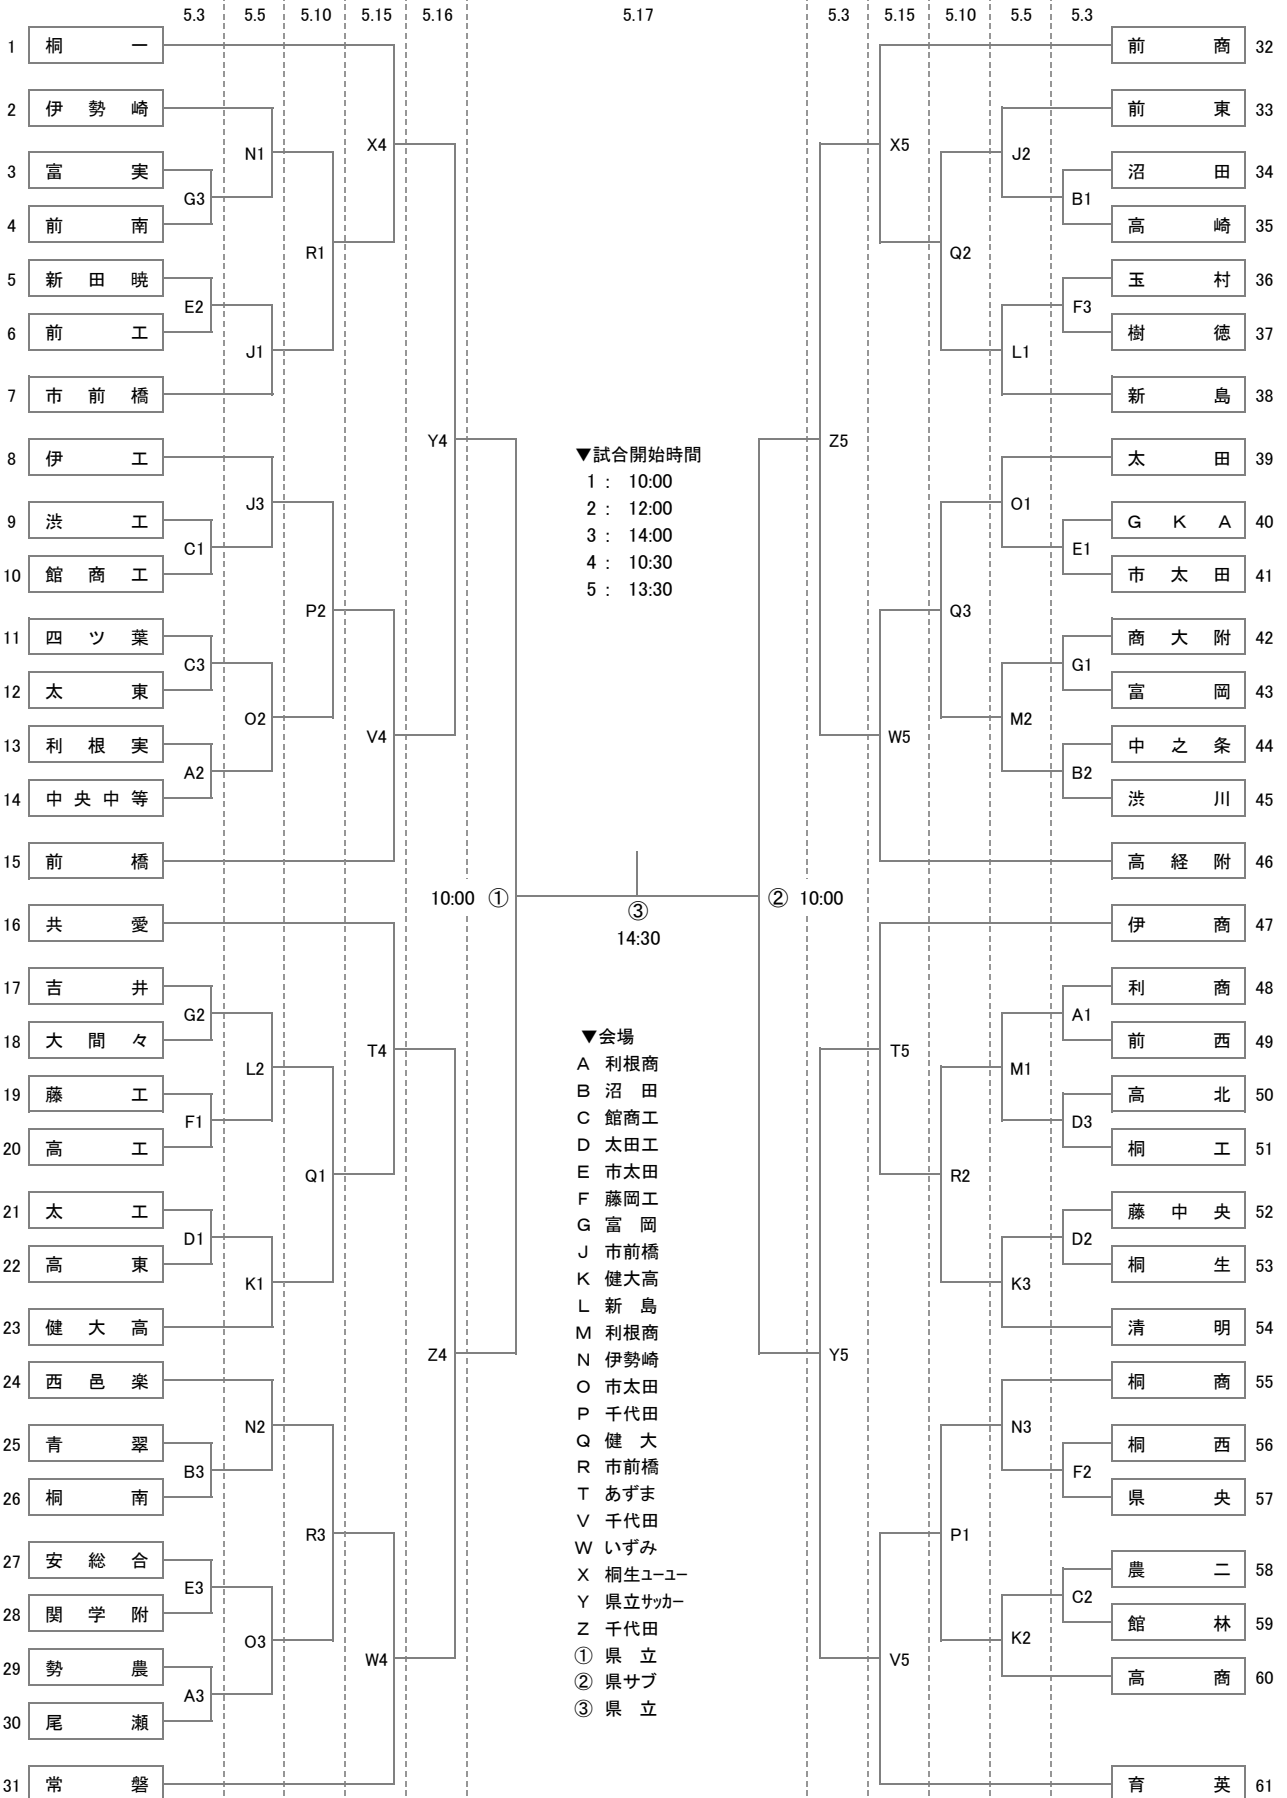 5.3 5.5 5.10 5.15 5.16 5.17 5.3 5.15 5.10 5.5 5.3
1 桐一
2 伊勢崎
3 富実
4 前南
5 新田暁
6 前工
7 市前橋
8 伊工
9 渋工
10 館商工
11 四ツ葉
12 太東
13 利根実
14 中央中等
15 前橋
16 共愛
17 吉井
18 大間々
19 藤工
20 高工
21 太工
22 高東
23 健大高
24 西邑楽
25 青翠
26 桐南
27 安総合
28 関学附
29 勢農
30 尾瀬
31 常磐
G3
E2
C1
C3
A2
G2
F1
D1
B3
E3
A3
N1
J1
J3
O2
L2
K1
N2
O3
R1
P2
Q1
R3
X4
V4
T4
W4
Y4
Z4
10:00 ①
③
14:30
② 10:00
▼試合開始時間
1 : 10:00
2 : 12:00
3 : 14:00
4 : 10:30
5 : 13:30
▼会場
A 利根商
B 沼 田
C 館商工
D 太田工
E 市太田
F 藤岡工
G 富 岡
J 市前橋
K 健大高
L 新 島
M 利根商
N 伊勢崎
O 市太田
P 千代田
Q 健 大
R 市前橋
T あずま
V 千代田
W いずみ
X 桐生ユーユー
Y 県立サッカー
Z 千代田
① 県 立
② 県サブ
③ 県 立
Z5
Y5
X5
W5
T5
V5
Q2
Q3
R2
P1
J2
L1
O1
M2
M1
K3
N3
K2
B1
F3
E1
G1
B2
A1
D3
D2
F2
C2
前商 32
前東 33
沼田 34
高崎 35
玉村 36
樹徳 37
新島 38
太田 39
GKA 40
市太田 41
商大附 42
富岡 43
中之条 44
渋川 45
高経附 46
伊商 47
利商 48
前西 49
高北 50
桐工 51
藤中央 52
桐生 53
清明 54
桐商 55
桐西 56
県央 57
農二 58
館林 59
高商 60
育英 61